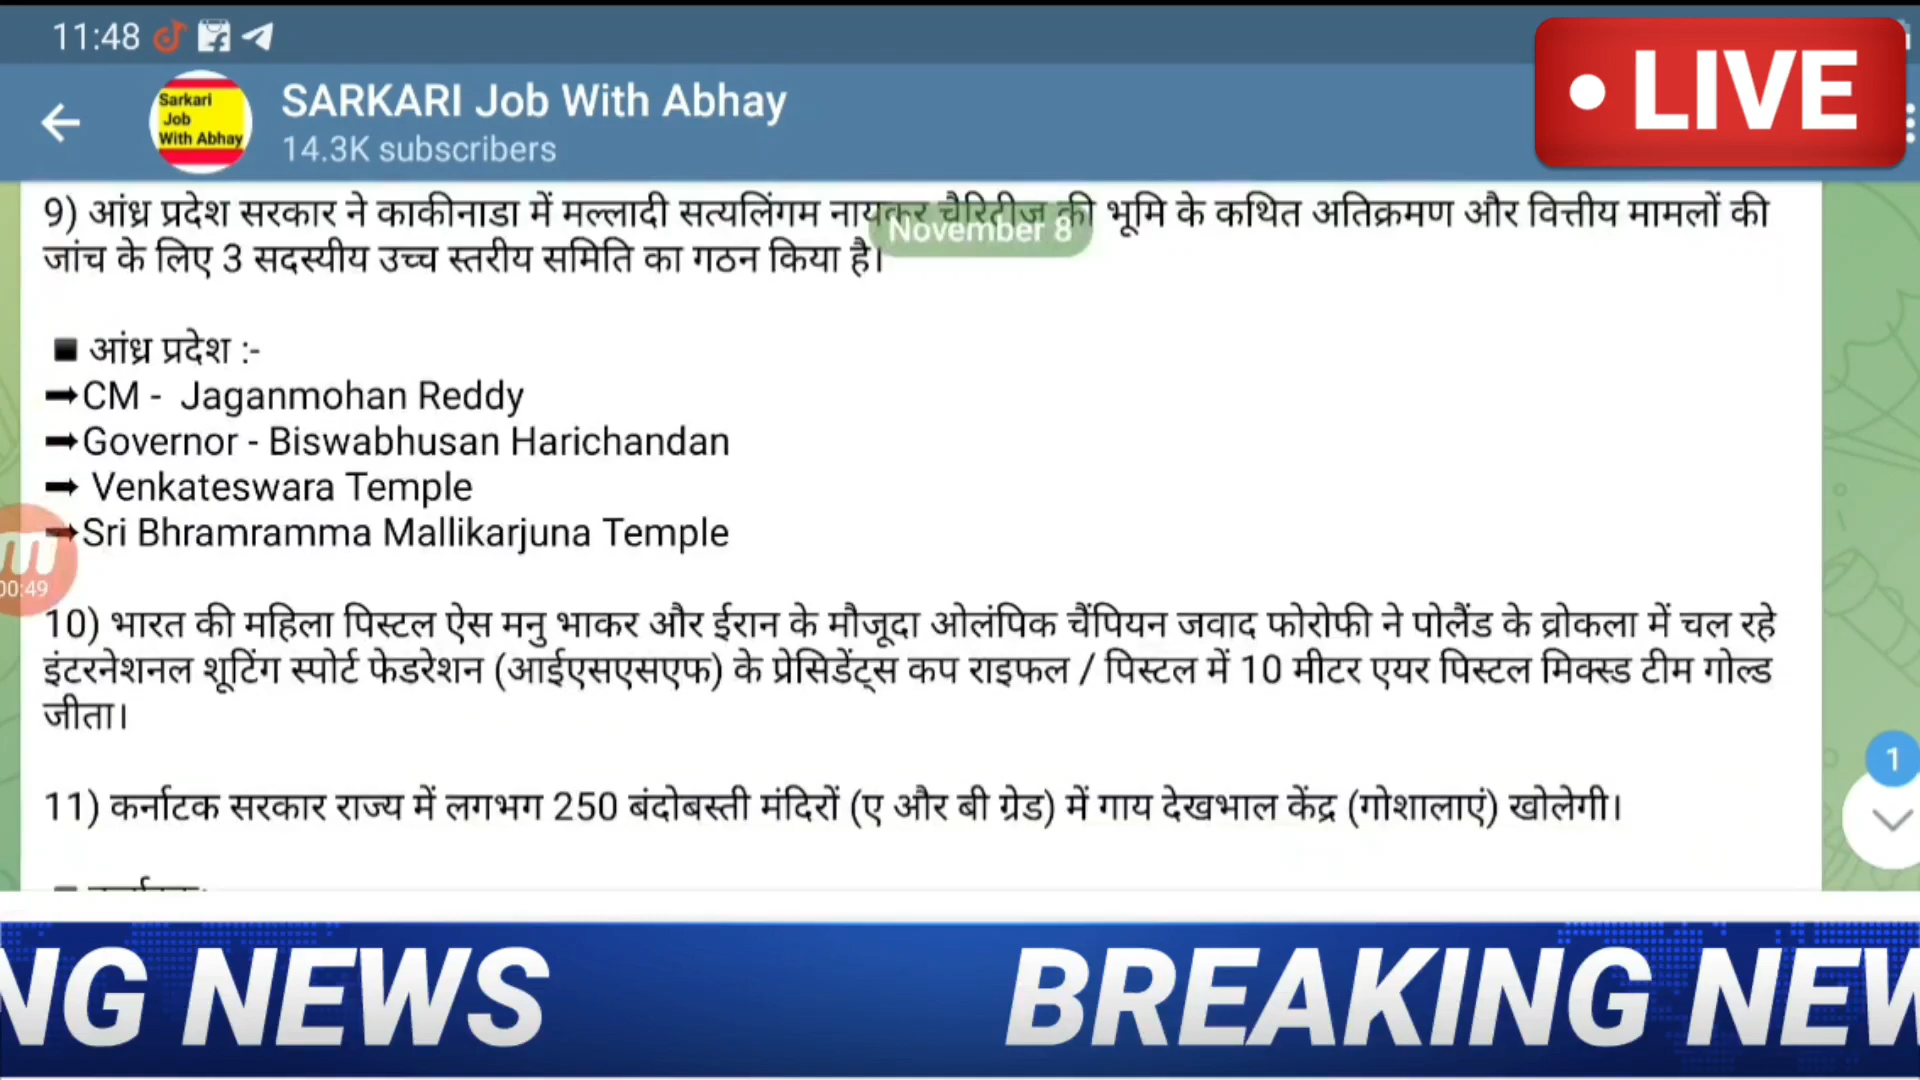 11:48
LIVE
Sarkari
Job
With Abhay
SARKARI Job With Abhay
14.3K subscribers
9) आंध्र प्रदेश सरकार ने काकीनाडा में मल्लादी सत्यलिंगम नायकर चैरिटीज की भूमि के कथित अतिक्रमण और वित्तीय मामलों की
November 8
जांच के लिए 3 सदस्यीय उच्च स्तरीय समिति का गठन किया है।
◾ आंध्र प्रदेश :-
➡CM - Jaganmohan Reddy
➡Governor - Biswabhusan Harichandan
➡ Venkateswara Temple
➡Sri Bhramramma Mallikarjuna Temple
00:49
10) भारत की महिला पिस्टल ऐस मनु भाकर और ईरान के मौजूदा ओलंपिक चैंपियन जवाद फोरोफी ने पोलैंड के व्रोकला में चल रहे
इंटरनेशनल शूटिंग स्पोर्ट फेडरेशन (आईएसएसएफ) के प्रेसिडेंट्स कप राइफल / पिस्टल में 10 मीटर एयर पिस्टल मिक्स्ड टीम गोल्ड
जीता।
1
11) कर्नाटक सरकार राज्य में लगभग 250 बंदोबस्ती मंदिरों (ए और बी ग्रेड) में गाय देखभाल केंद्र (गोशालाएं) खोलेगी।
NG NEWS BREAKING NEW